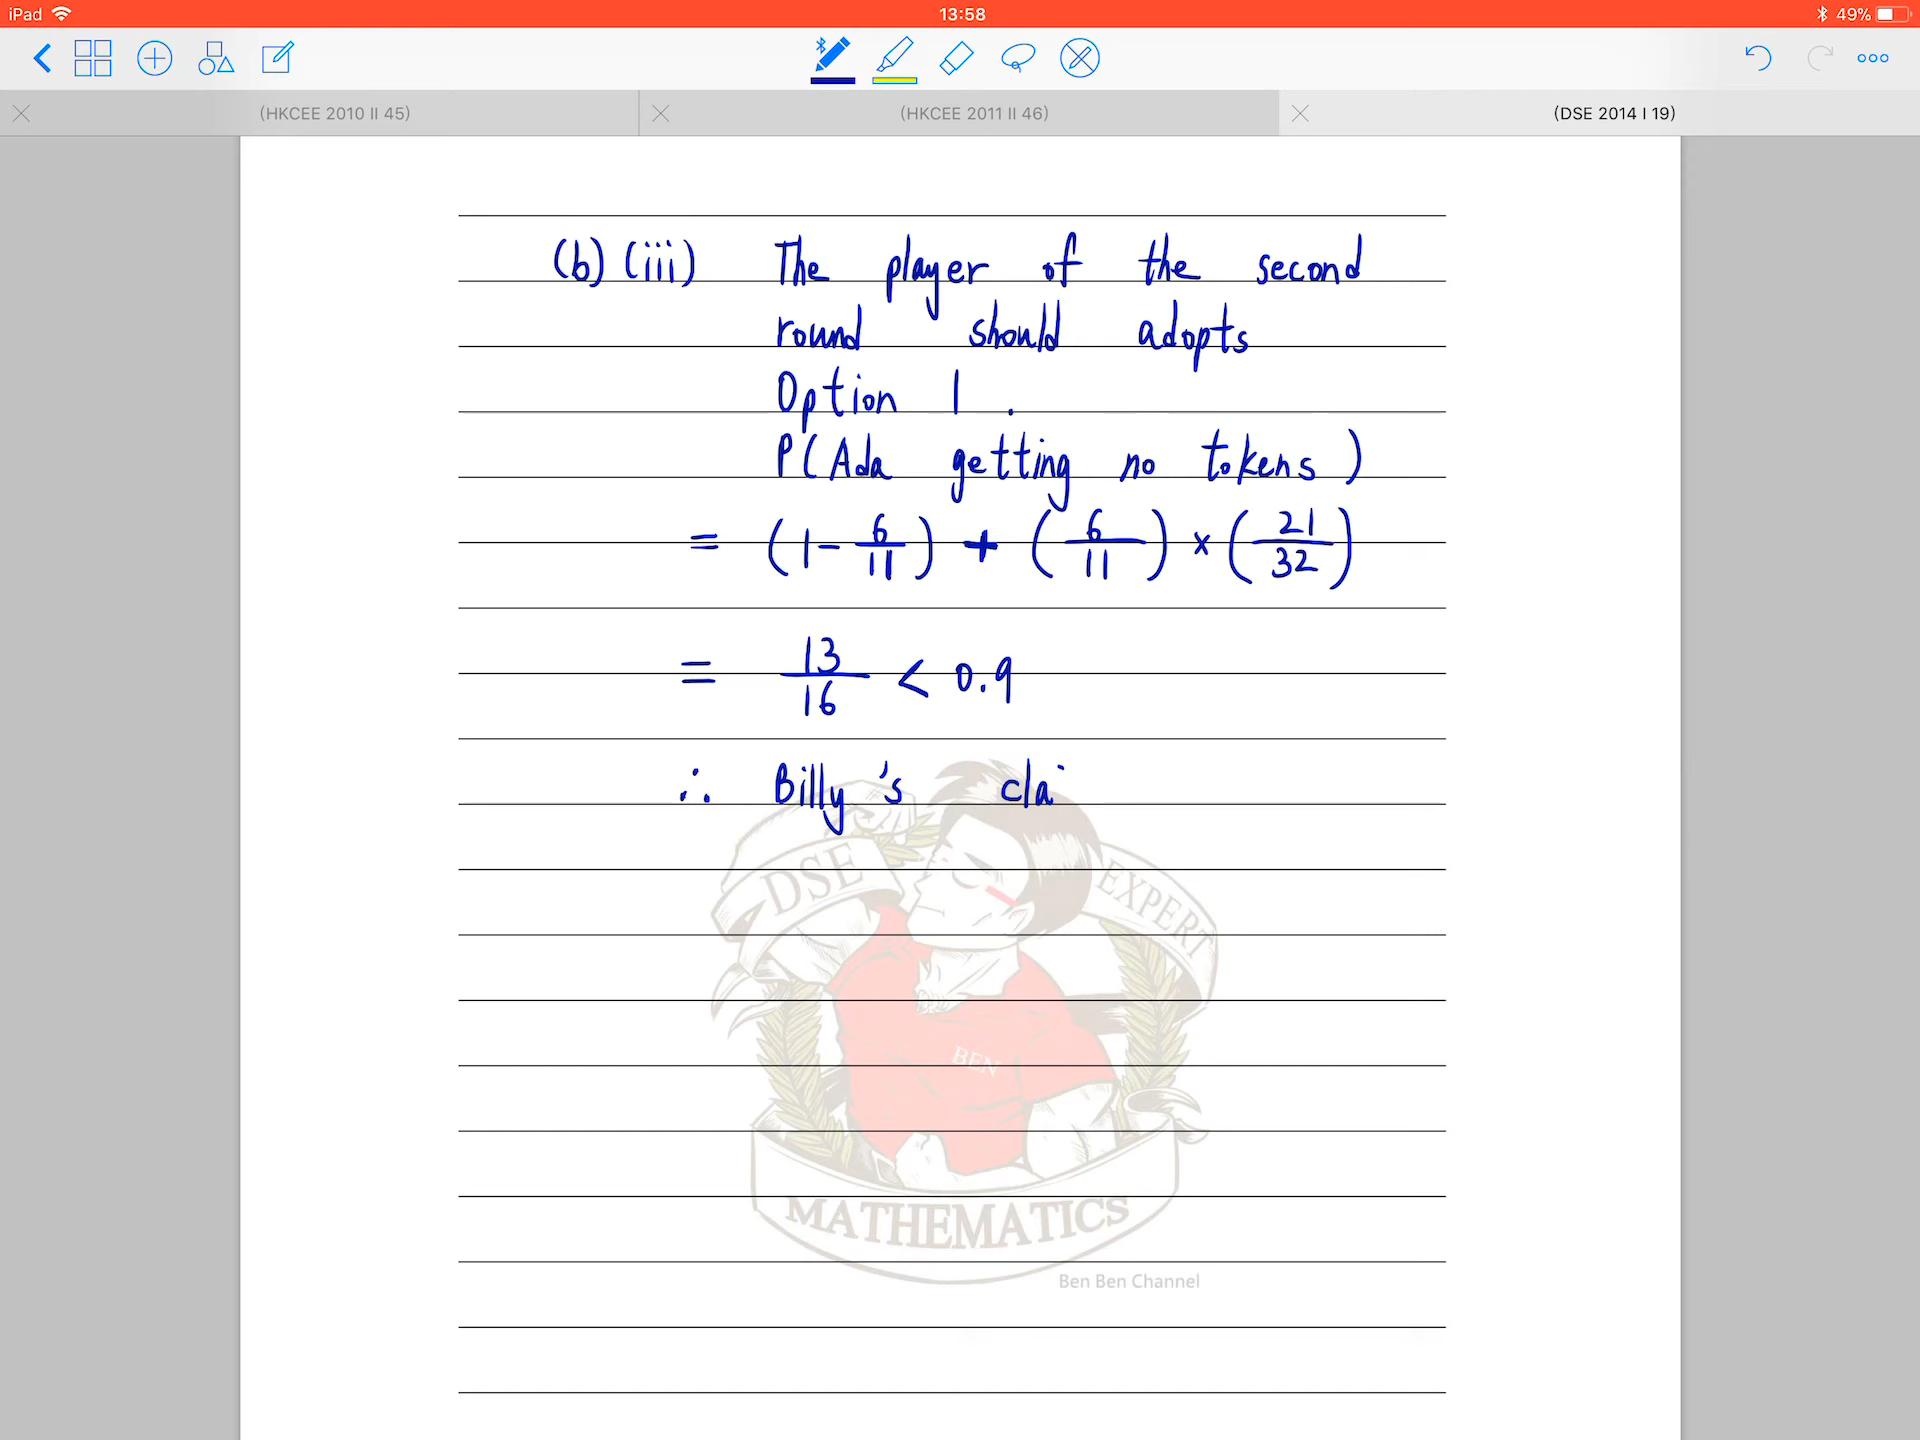 iPad
13:58
49%
(HKCEE 2010 II 45)
(HKCEE 2011 II 46)
(DSE 2014 I 19)
(b) (iii) The player of the second
round should adopts
Option 1 .
P(Ada getting no tokens)
= (1 - 6/11) + (6/11) × (21/32)
= 13/16 < 0.9
∴ Billy's clai
DSE
EXPERT
BEN
MATHEMATICS
Ben Ben Channel